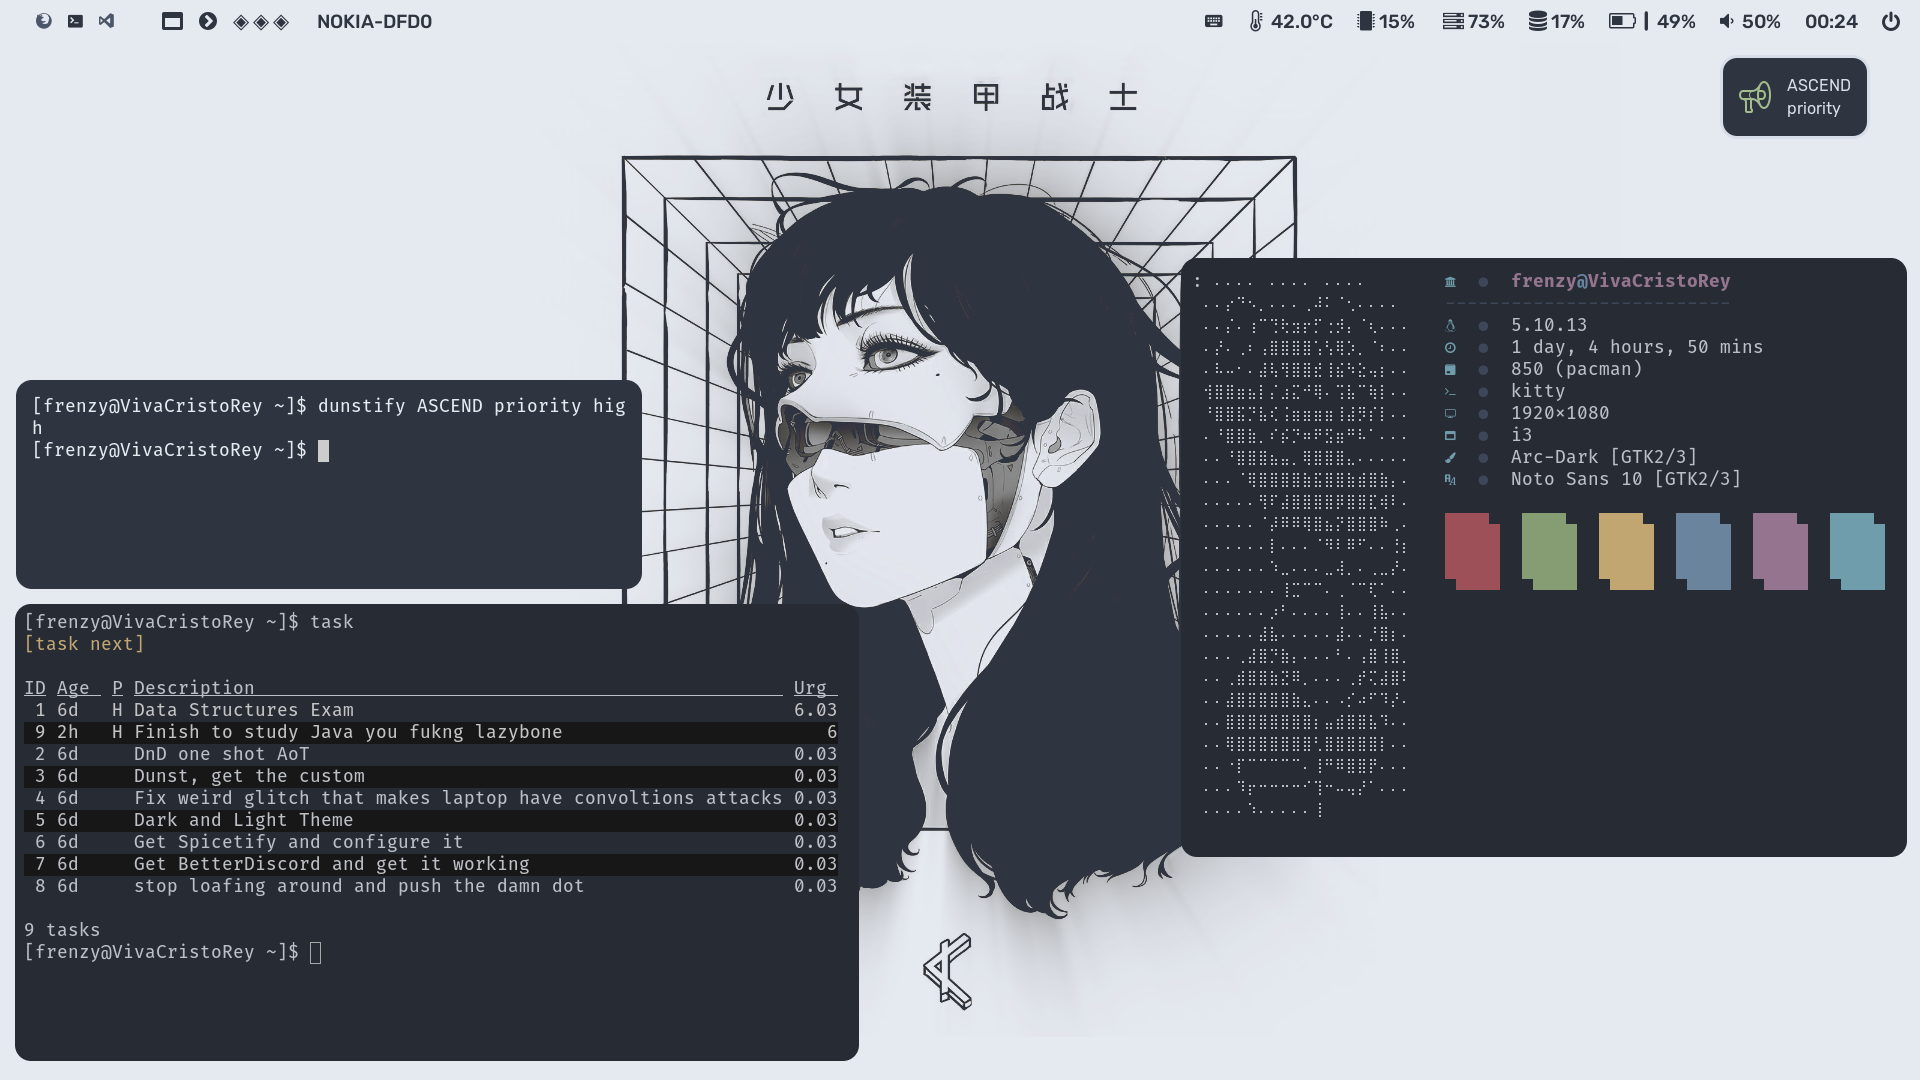 NOKIA-DFD0
42.0°C
15%
73%
17%
49%
50%
00:24
少女装甲战士
ASCEND
priority
[frenzy@VivaCristoRey ~]$ dunstify ASCEND priority hig
h
[frenzy@VivaCristoRey ~]$
[frenzy@VivaCristoRey ~]$ task
[task next]
ID Age P Description Urg
1 6d H Data Structures Exam 6.03
9 2h H Finish to study Java you fukng lazybone 6
2 6d DnD one shot AoT 0.03
3 6d Dunst, get the custom 0.03
4 6d Fix weird glitch that makes laptop have convoltions attacks 0.03
5 6d Dark and Light Theme 0.03
6 6d Get Spicetify and configure it 0.03
7 6d Get BetterDiscord and get it working 0.03
8 6d stop loafing around and push the damn dot 0.03
9 tasks
[frenzy@VivaCristoRey ~]$
frenzy@VivaCristoRey
--------------------------
5.10.13
1 day, 4 hours, 50 mins
850 (pacman)
kitty
1920×1080
i3
Arc-Dark [GTK2/3]
Noto Sans 10 [GTK2/3]